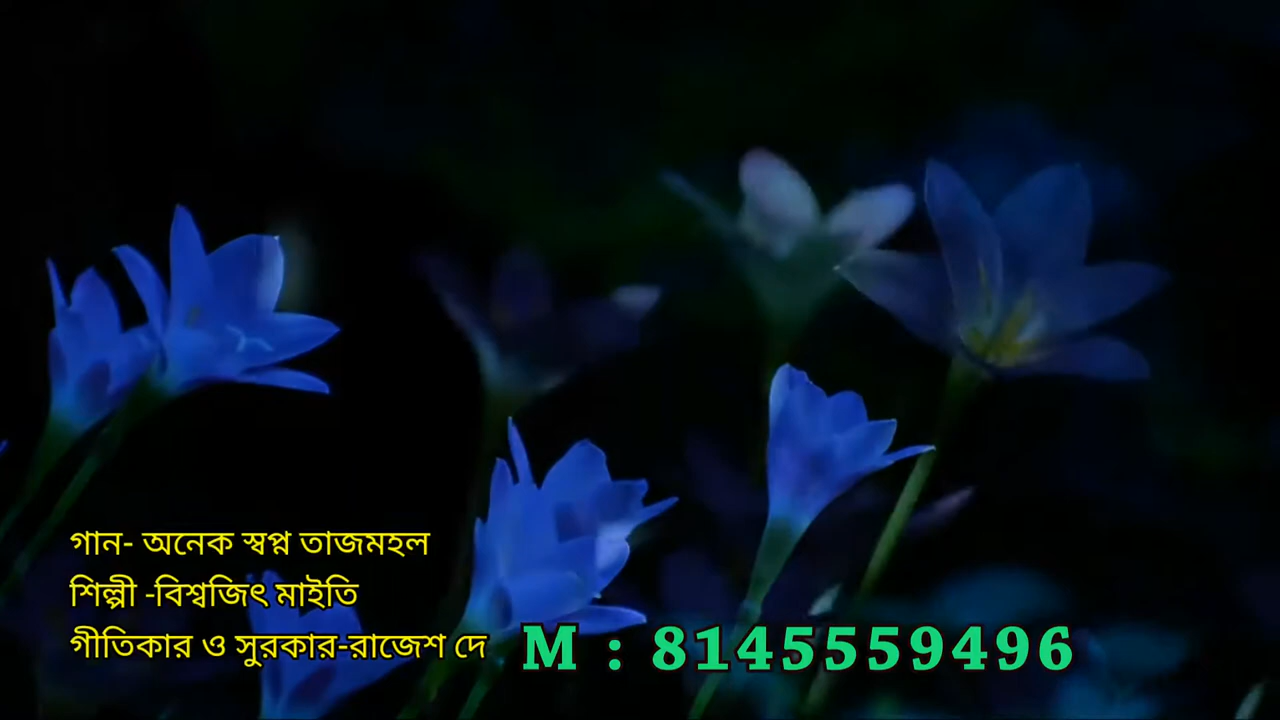 গান- অনেক স্বপ্ন তাজমহল
শিল্পী -বিশ্বজিৎ মাইতি
গীতিকার ও সুরকার-রাজেশ দে
M : 8145559496